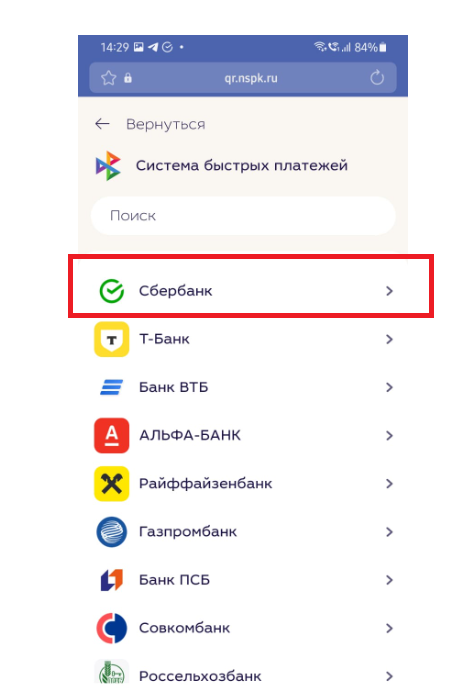 14:29 84%
qr.nspk.ru
Вернуться
Система быстрых платежей
Поиск
Сбербанк
Т Т-Банк
Банк ВТБ
А АЛЬФА-БАНК
Райффайзенбанк
Газпромбанк
Банк ПСБ
Совкомбанк
Россельхозбанк